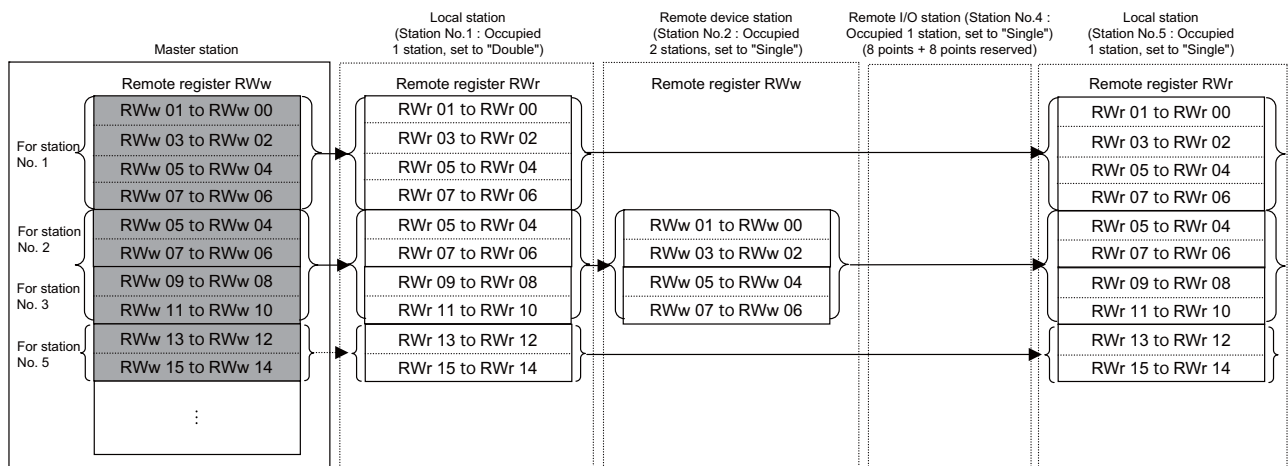 Master station
Local station
(Station No.1 : Occupied
1 station, set to "Double")
Remote device station
(Station No.2 : Occupied
2 stations, set to "Single")
Remote I/O station (Station No.4 :
Occupied 1 station, set to "Single")
(8 points + 8 points reserved)
Local station
(Station No.5 : Occupied
1 station, set to "Single")
Remote register RWw
For station
No. 1
RWw 01 to RWw 00
RWw 03 to RWw 02
RWw 05 to RWw 04
RWw 07 to RWw 06
For station
No. 2
RWw 05 to RWw 04
RWw 07 to RWw 06
For station
No. 3
RWw 09 to RWw 08
RWw 11 to RWw 10
For station
No. 5
RWw 13 to RWw 12
RWw 15 to RWw 14
⋮
Remote register RWr
RWr 01 to RWr 00
RWr 03 to RWr 02
RWr 05 to RWr 04
RWr 07 to RWr 06
RWr 05 to RWr 04
RWr 07 to RWr 06
RWr 09 to RWr 08
RWr 11 to RWr 10
RWr 13 to RWr 12
RWr 15 to RWr 14
Remote register RWw
RWw 01 to RWw 00
RWw 03 to RWw 02
RWw 05 to RWw 04
RWw 07 to RWw 06
Remote register RWr
RWr 01 to RWr 00
RWr 03 to RWr 02
RWr 05 to RWr 04
RWr 07 to RWr 06
RWr 05 to RWr 04
RWr 07 to RWr 06
RWr 09 to RWr 08
RWr 11 to RWr 10
RWr 13 to RWr 12
RWr 15 to RWr 14